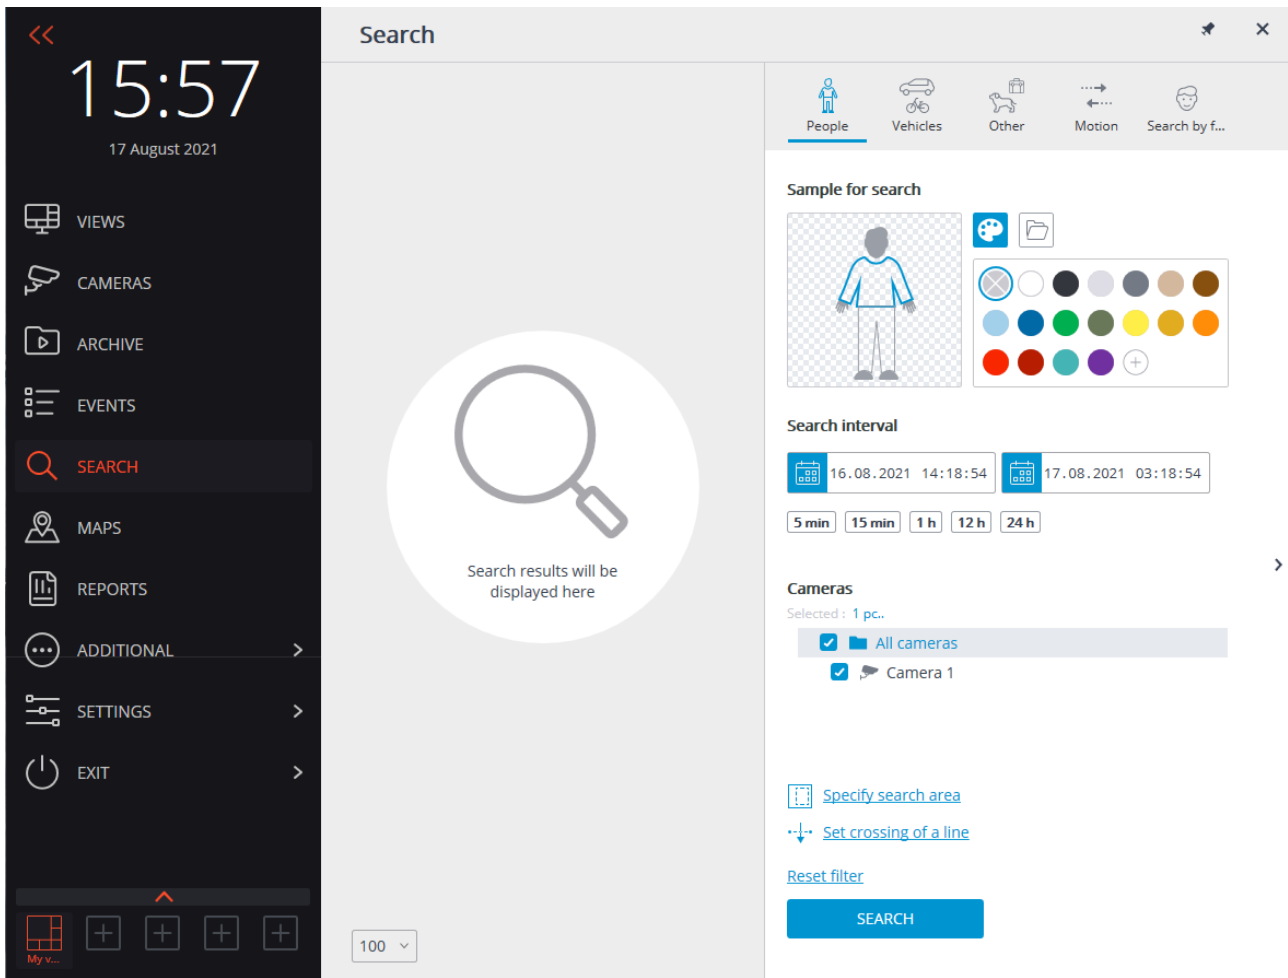 15:57
17 August 2021
VIEWS
CAMERAS
ARCHIVE
EVENTS
SEARCH
MAPS
REPORTS
ADDITIONAL
SETTINGS
EXIT
My v...
Search
Search results will be
displayed here
100
People Vehicles Other Motion Search by f...
Sample for search
Search interval
16.08.2021 14:18:54 17.08.2021 03:18:54
5 min 15 min 1 h 12 h 24 h
Cameras
Selected : 1 pc..
All cameras
Camera 1
Specify search area
Set crossing of a line
Reset filter
SEARCH